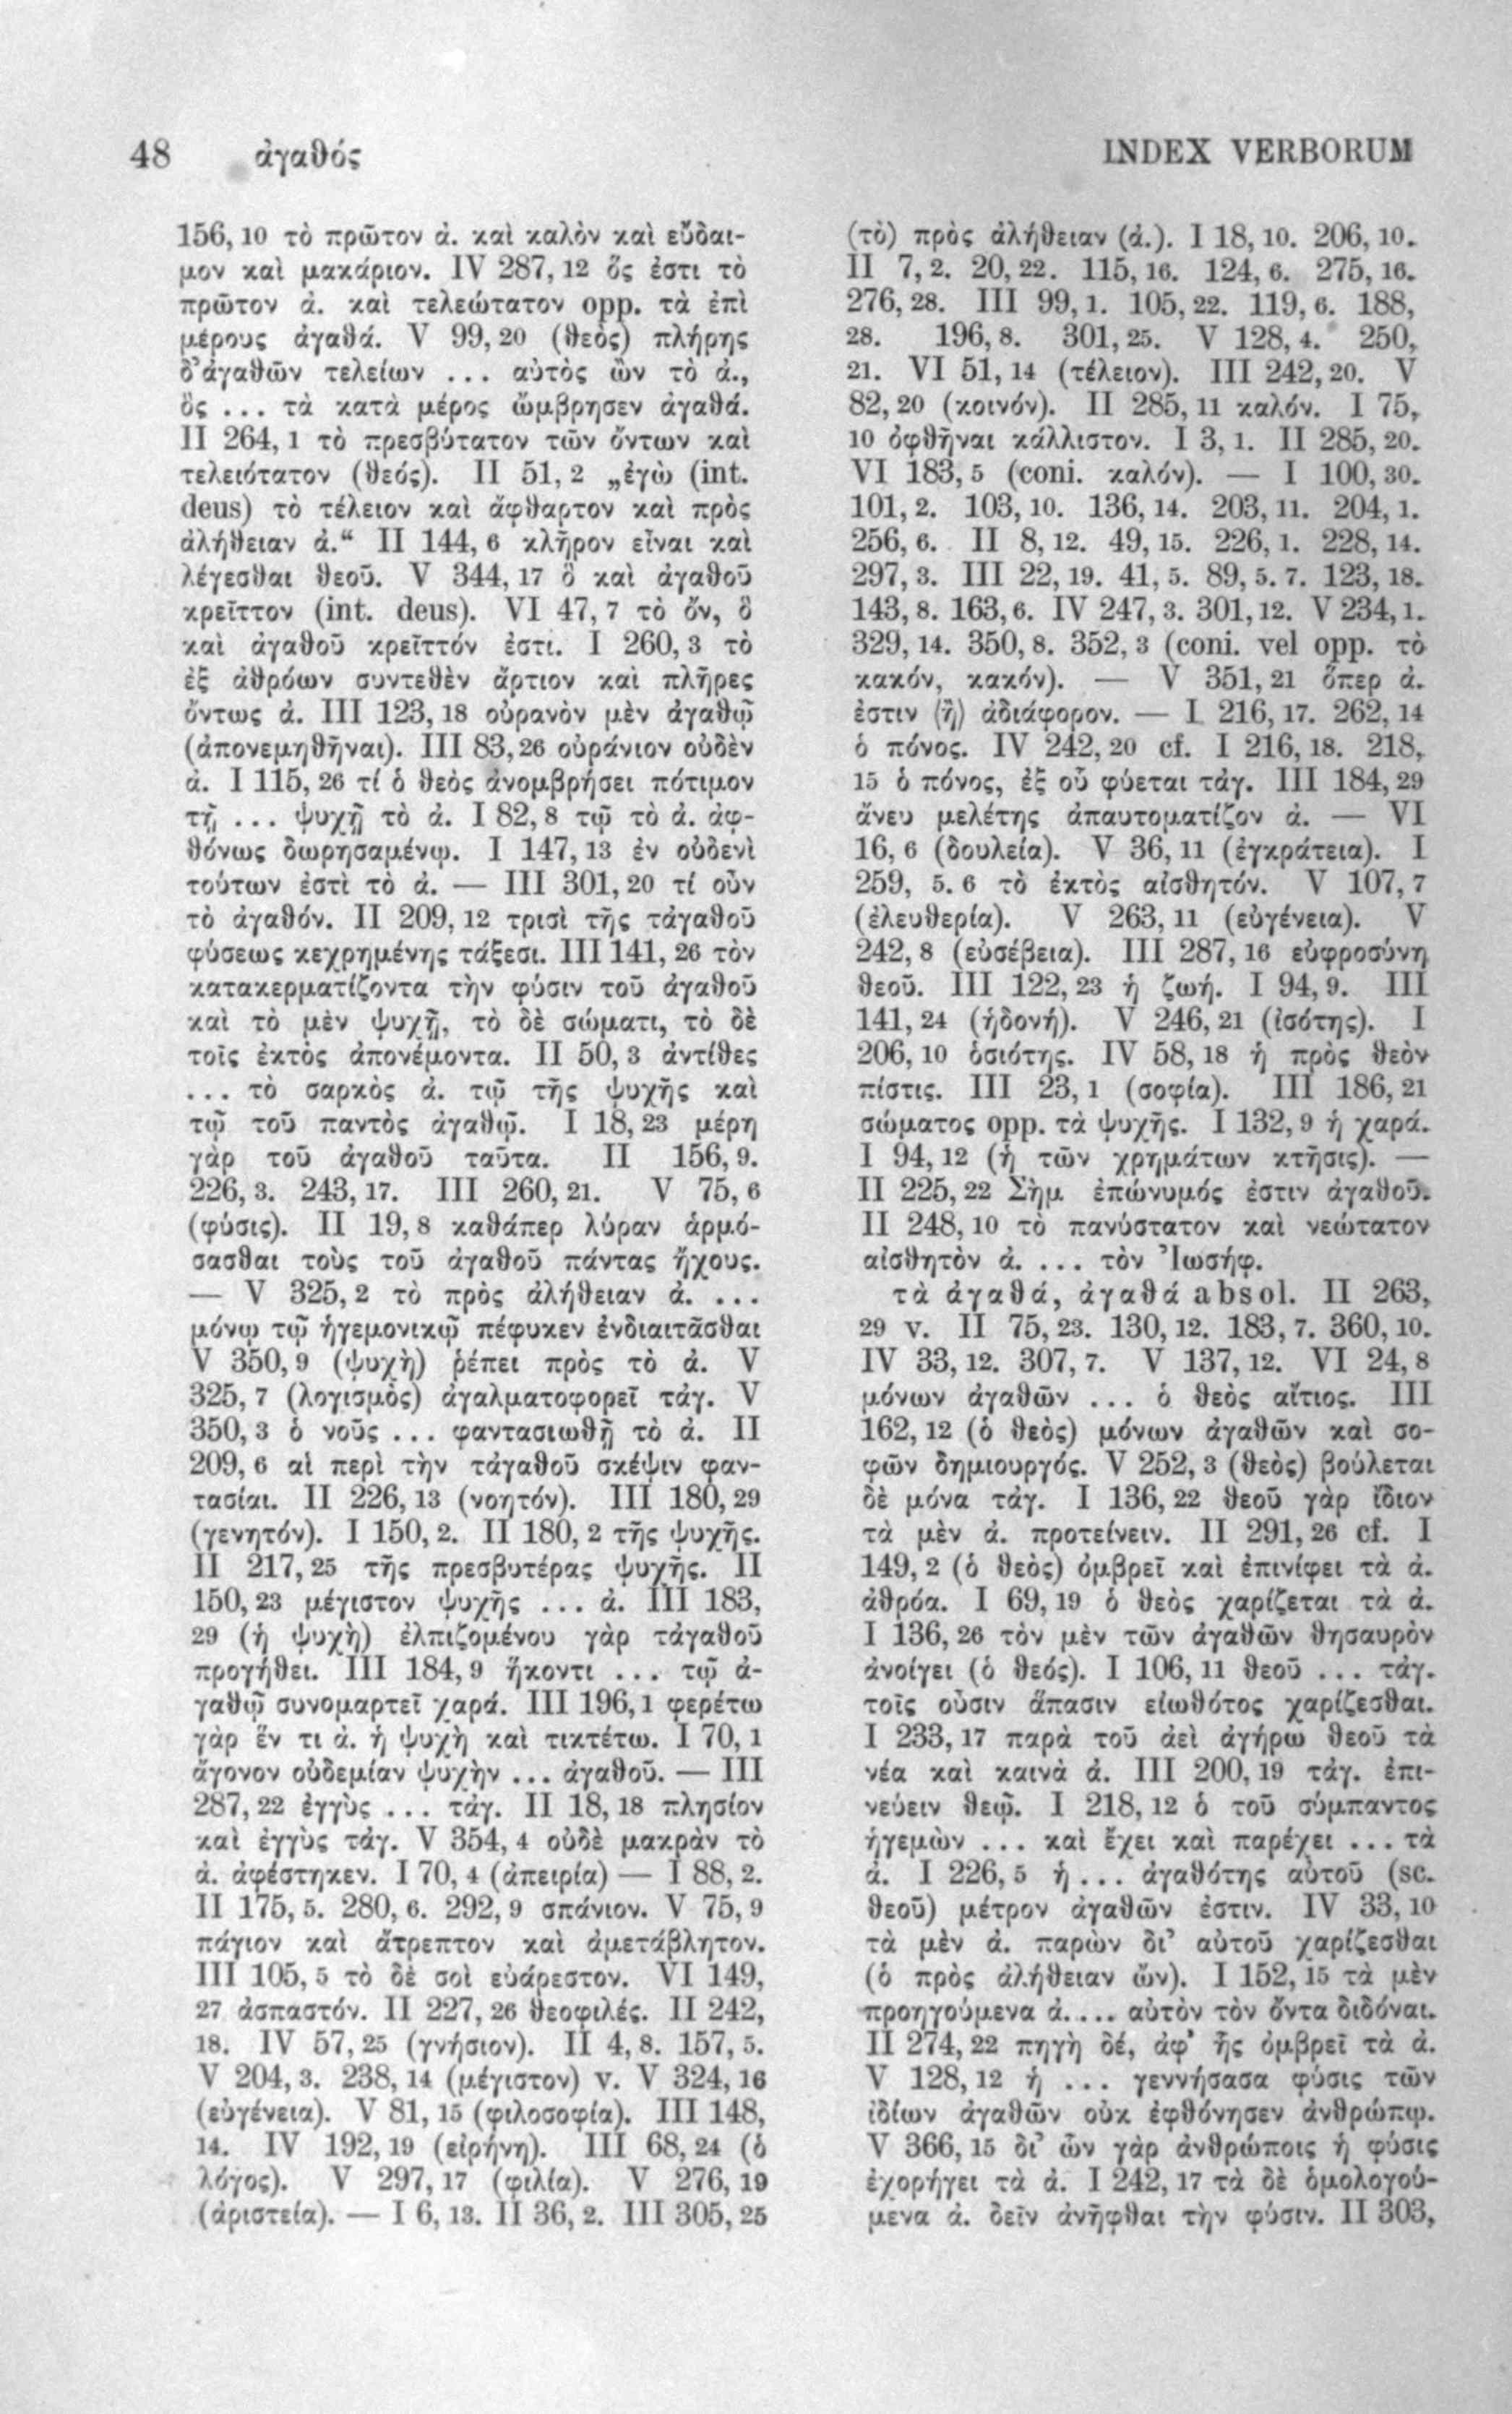 48 ἀγαθός
INDEX VERBORUM
156,10 τὸ πρῶτον ἀ. καὶ καλὸν καὶ εὔδαι-
μον καὶ μακάριον. IV 287,12 ὅς ἐστι τὸ
πρῶτον ἀ. καὶ τελεώτατον opp. τὰ ἐπὶ
μέρους ἀγαθά. V 99,20 (θεὸς) πλήρης
δ'ἀγαθῶν τελείων ... αὐτὸς ὢν τὸ ἀ.,
ὃς ... τὰ κατὰ μέρος ὤμβρησεν ἀγαθά.
II 264,1 τὸ πρεσβύτατον τῶν ὄντων καὶ
τελειότατον (θεός). II 51,2 „ἐγὼ (int.
deus) τὸ τέλειον καὶ ἄφθαρτον καὶ πρὸς
ἀλήθειαν ἀ.“ II 144,6 κλῆρον εἶναι καὶ
λέγεσθαι θεοῦ. V 344,17 ὃ καὶ ἀγαθοῦ
κρεῖττον (int. deus). VI 47,7 τὸ ὄν, ὃ
καὶ ἀγαθοῦ κρεῖττόν ἐστι. I 260,3 τὸ
ἐξ ἀθρόων συντεθὲν ἄρτιον καὶ πλῆρες
ὄντως ἀ. III 123,18 οὐρανὸν μὲν ἀγαθῷ
(ἀπονεμηθῆναι). III 83,26 οὐράνιον οὐδὲν
ἀ. I 115,26 τί ὁ θεὸς ἀνομβρήσει πότιμον
τῇ ... ψυχῇ τὸ ἀ. I 82,8 τῷ τὸ ἀ. ἀφ-
θόνως δωρησαμένῳ. I 147,13 ἐν οὐδενὶ
τούτων ἐστὶ τὸ ἀ. — III 301,20 τί οὖν
τὸ ἀγαθόν. II 209,12 τρισὶ τῆς τἀγαθοῦ
φύσεως κεχρημένης τάξεσι. III 141,26 τὸν
κατακερματίζοντα τὴν φύσιν τοῦ ἀγαθοῦ
καὶ τὸ μὲν ψυχῇ, τὸ δὲ σώματι, τὸ δὲ
τοῖς ἐκτὸς ἀπονέμοντα. II 50,3 ἀντίθες
... τὸ σαρκὸς ἀ. τῷ τῆς ψυχῆς καὶ
τῷ τοῦ παντὸς ἀγαθῷ. I 18,23 μέρη
γὰρ τοῦ ἀγαθοῦ ταῦτα. II 156,9.
226,3. 243,17. III 260,21. V 75,6
(φύσις). II 19,8 καθάπερ λύραν ἁρμό-
σασθαι τοὺς τοῦ ἀγαθοῦ πάντας ἤχους.
— V 325,2 τὸ πρὸς ἀλήθειαν ἀ. ...
μόνῳ τῷ ἡγεμονικῷ πέφυκεν ἐνδιαιτᾶσθαι
V 350,9 (ψυχὴ) ῥέπει πρὸς τὸ ἀ. V
325,7 (λογισμὸς) ἀγαλματοφορεῖ τἀγ. V
350,3 ὁ νοῦς ... φαντασιωθῇ τὸ ἀ. II
209,6 αἱ περὶ τὴν τἀγαθοῦ σκέψιν φαν-
τασίαι. II 226,13 (νοητόν). III 180,29
(γενητόν). I 150,2. II 180,2 τῆς ψυχῆς.
II 217,25 τῆς πρεσβυτέρας ψυχῆς. II
150,23 μέγιστον ψυχῆς ... ἀ. III 183,
29 (ἡ ψυχὴ) ἐλπιζομένου γὰρ τἀγαθοῦ
προγήθει. III 184,9 ἥκοντι ... τῷ ἀ-
γαθῷ συνομαρτεῖ χαρά. III 196,1 φερέτω
γὰρ ἕν τι ἀ. ἡ ψυχὴ καὶ τικτέτω. I 70,1
ἄγονον οὐδεμίαν ψυχὴν ... ἀγαθοῦ. — III
287,22 ἐγγὺς ... τἀγ. II 18,18 πλησίον
καὶ ἐγγὺς τἀγ. V 354,4 οὐδὲ μακρὰν τὸ
ἀ. ἀφέστηκεν. I 70,4 (ἀπειρία) — I 88,2.
II 175,5. 280,6. 292,9 σπάνιον. V 75,9
πάγιον καὶ ἄτρεπτον καὶ ἀμετάβλητον.
III 105,5 τὸ δὲ σοὶ εὐάρεστον. VI 149,
27 ἀσπαστόν. II 227,26 θεοφιλές. II 242,
18. IV 57,25 (γνήσιον). II 4,8. 157,5.
V 204,3. 238,14 (μέγιστον) v. V 324,16
(εὐγένεια). V 81,15 (φιλοσοφία). III 148,
14. IV 192,19 (εἰρήνη). III 68,24 (ὁ
λόγος). V 297,17 (φιλία). V 276,19
(ἀριστεία). — I 6,13. II 36,2. III 305,25
(τὸ) πρὸς ἀλήθειαν (ἀ.). I 18,10. 206,10.
II 7,2. 20,22. 115,16. 124,6. 275,16.
276,28. III 99,1. 105,22. 119,6. 188,
28. 196,8. 301,25. V 128,4. 250,
21. VI 51,14 (τέλειον). III 242,20. V
82,20 (κοινόν). II 285,11 καλόν. I 75,
10 ὀφθῆναι κάλλιστον. I 3,1. II 285,20.
VI 183,5 (coni. καλόν). — I 100,30.
101,2. 103,10. 136,14. 203,11. 204,1.
256,6. II 8,12. 49,15. 226,1. 228,14.
297,3. III 22,19. 41,5. 89,5.7. 123,18.
143,8. 163,6. IV 247,3. 301,12. V 234,1.
329,14. 350,8. 352,3 (coni. vel opp. τὸ
κακόν, κακόν). — V 351,21 ὅπερ ἀ.
ἐστιν (ἢ) ἀδιάφορον. — I 216,17. 262,14
ὁ πόνος. IV 242,20 cf. I 216,18. 218,
15 ὁ πόνος, ἐξ οὗ φύεται τἀγ. III 184,29
ἄνευ μελέτης ἀπαυτοματίζον ἀ. — VI
16,6 (δουλεία). V 36,11 (ἐγκράτεια). I
259, 5.6 τὸ ἐκτὸς αἰσθητόν. V 107,7
(ἐλευθερία). V 263,11 (εὐγένεια). V
242,8 (εὐσέβεια). III 287,16 εὐφροσύνη
θεοῦ. III 122,23 ἡ ζωή. I 94,9. III
141,24 (ἡδονή). V 246,21 (ἰσότης). I
206,10 ὁσιότης. IV 58,18 ἡ πρὸς θεὸν
πίστις. III 23,1 (σοφία). III 186,21
σώματος opp. τὰ ψυχῆς. I 132,9 ἡ χαρά.
I 94,12 (ἡ τῶν χρημάτων κτῆσις). —
II 225,22 Σὴμ ἐπώνυμός ἐστιν ἀγαθοῦ.
II 248,10 τὸ πανύστατον καὶ νεώτατον
αἰσθητὸν ἀ. ... τὸν Ἰωσήφ.
τὰ ἀγαθά, ἀγαθά absol. II 263,
29 v. II 75,23. 130,12. 183,7. 360,10.
IV 33,12. 307,7. V 137,12. VI 24,8
μόνων ἀγαθῶν ... ὁ θεὸς αἴτιος. III
162,12 (ὁ θεὸς) μόνων ἀγαθῶν καὶ σο-
φῶν δημιουργός. V 252,3 (θεὸς) βούλεται
δὲ μόνα τἀγ. I 136,22 θεοῦ γὰρ ἴδιον
τὰ μὲν ἀ. προτείνειν. II 291,26 cf. I
149,2 (ὁ θεὸς) ὀμβρεῖ καὶ ἐπινίφει τὰ ἀ.
ἀθρόα. I 69,19 ὁ θεὸς χαρίζεται τὰ ἀ.
I 136,26 τὸν μὲν τῶν ἀγαθῶν θησαυρὸν
ἀνοίγει (ὁ θεός). I 106,11 θεοῦ ... τἀγ.
τοῖς οὖσιν ἅπασιν εἰωθότος χαρίζεσθαι.
I 233,17 παρὰ τοῦ ἀεὶ ἀγήρω θεοῦ τὰ
νέα καὶ καινὰ ἀ. III 200,19 τἀγ. ἐπι-
νεύειν θεῷ. I 218,12 ὁ τοῦ σύμπαντος
ἡγεμὼν ... καὶ ἔχει καὶ παρέχει ... τὰ
ἀ. I 226,5 ἡ ... ἀγαθότης αὐτοῦ (sc.
θεοῦ) μέτρον ἀγαθῶν ἐστιν. IV 33,10
τὰ μὲν ἀ. παρὼν δι' αὑτοῦ χαρίζεσθαι
(ὁ πρὸς ἀλήθειαν ὤν). I 152,15 τὰ μὲν
προηγούμενα ἀ. ... αὐτὸν τὸν ὄντα διδόναι.
II 274,22 πηγὴ δέ, ἀφ' ἧς ὀμβρεῖ τὰ ἀ.
V 128,12 ἡ ... γεννήσασα φύσις τῶν
ἰδίων ἀγαθῶν οὐκ ἐφθόνησεν ἀνθρώπῳ.
V 366,15 δι' ὧν γὰρ ἀνθρώποις ἡ φύσις
ἐχορήγει τὰ ἀ. I 242,17 τὰ δὲ ὁμολογού-
μενα ἀ. δεῖν ἀνῆφθαι τὴν φύσιν. II 303,